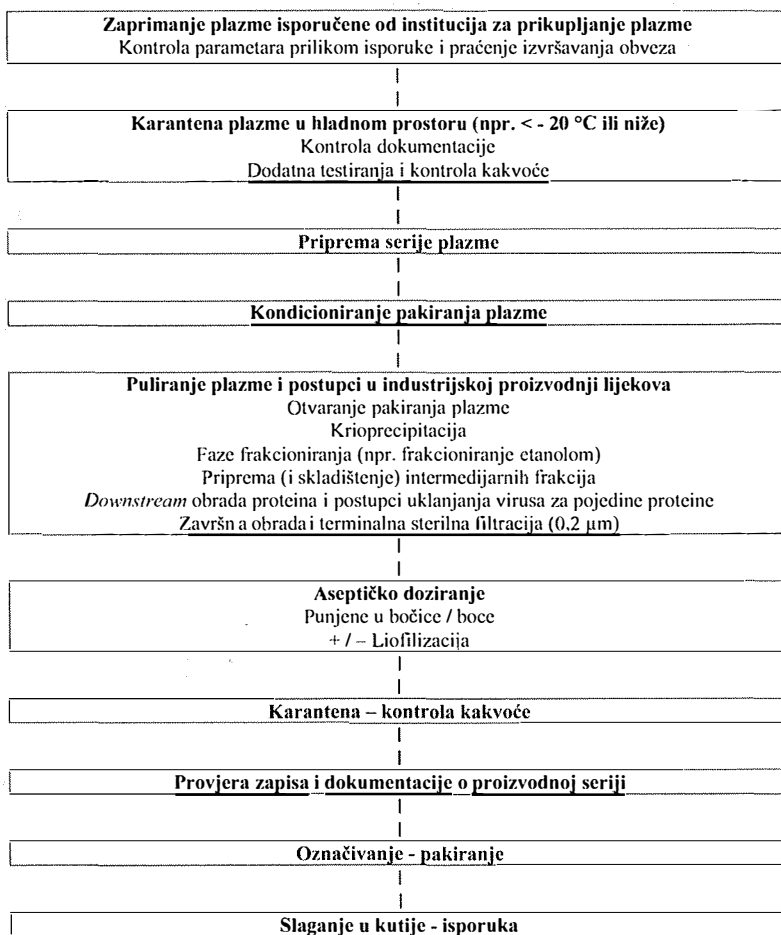 Zaprimanje plazme isporučene od institucija za prikupljanje plazme
Kontrola parametara prilikom isporuke i praćenje izvršavanja obveza
Karantena plazme u hladnom prostoru (npr. < - 20 °C ili niže)
Kontrola dokumentacije
Dodatna testiranja i kontrola kakvoće
Priprema serije plazme
Kondicioniranje pakiranja plazme
Puliranje plazme i postupci u industrijskoj proizvodnji lijekova
Otvaranje pakiranja plazme
Krioprecipitacija
Faze frakcioniranja (npr. frakcioniranje etanolom)
Priprema (i skladištenje) intermedijarnih frakcija
Downstream obrada proteina i postupci uklanjanja virusa za pojedine proteine
Završn a obrada i terminalna sterilna filtracija (0,2 µm)
Aseptičko doziranje
Punjene u bočice / boce
+ / – Liofilizacija
Karantena – kontrola kakvoće
Provjera zapisa i dokumentacije o proizvodnoj seriji
Označivanje - pakiranje
Slaganje u kutije - isporuka